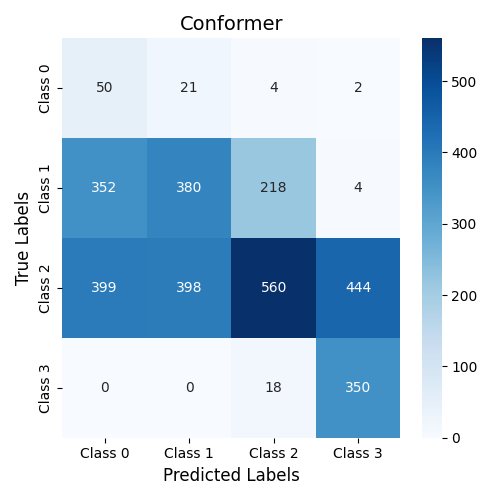 Conformer
Class 0
50 21 4 2
Class 1
352 380 218 4
Class 2
399 398 560 444
Class 3
0 0 18 350
Class 0 Class 1 Class 2 Class 3
Predicted Labels
True Labels
500
400
300
200
100
0